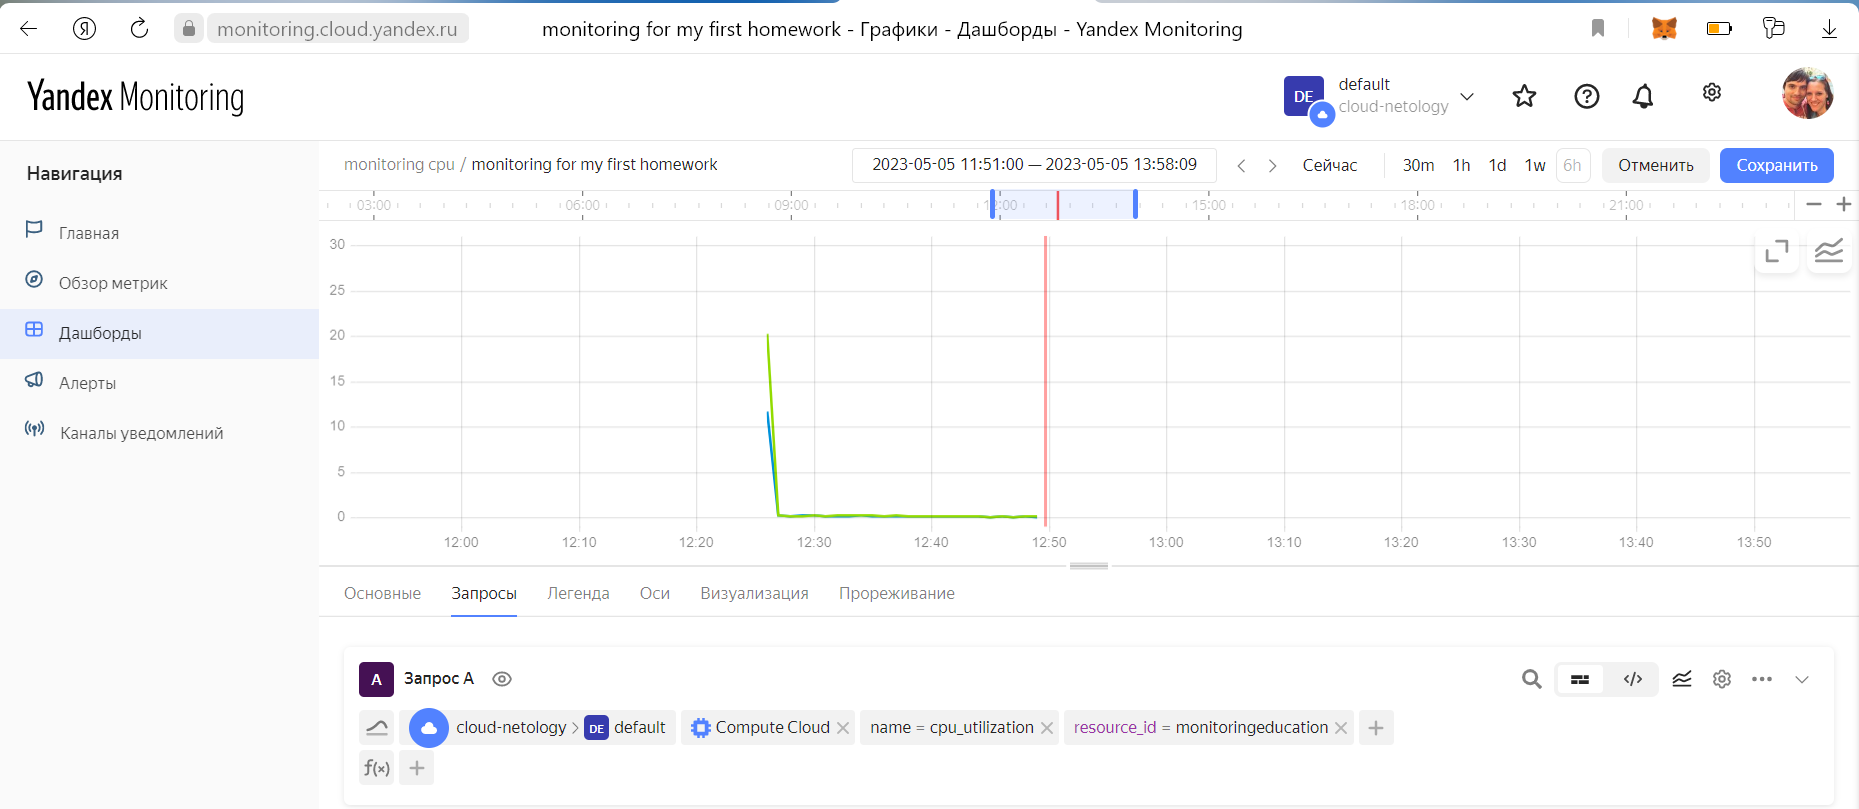 monitoring.cloud.yandex.ru monitoring for my first homework - Графики - Дашборды - Yandex Monitoring
Yandex Monitoring
DE default
cloud-netology
Навигация
Главная
Обзор метрик
Дашборды
Алерты
Каналы уведомлений
monitoring cpu / monitoring for my first homework 2023-05-05 11:51:00 — 2023-05-05 13:58:09 Сейчас 30m 1h 1d 1w 6h Отменить Сохранить
03:00 06:00 09:00 12:00 15:00 18:00 21:00
30
25
20
15
10
5
0
12:00 12:10 12:20 12:30 12:40 12:50 13:00 13:10 13:20 13:30 13:40 13:50
Основные Запросы Легенда Оси Визуализация Прореживание
A Запрос A </>
cloud-netology > DE default Compute Cloud name = cpu_utilization resource_id = monitoringeducation
f(x)